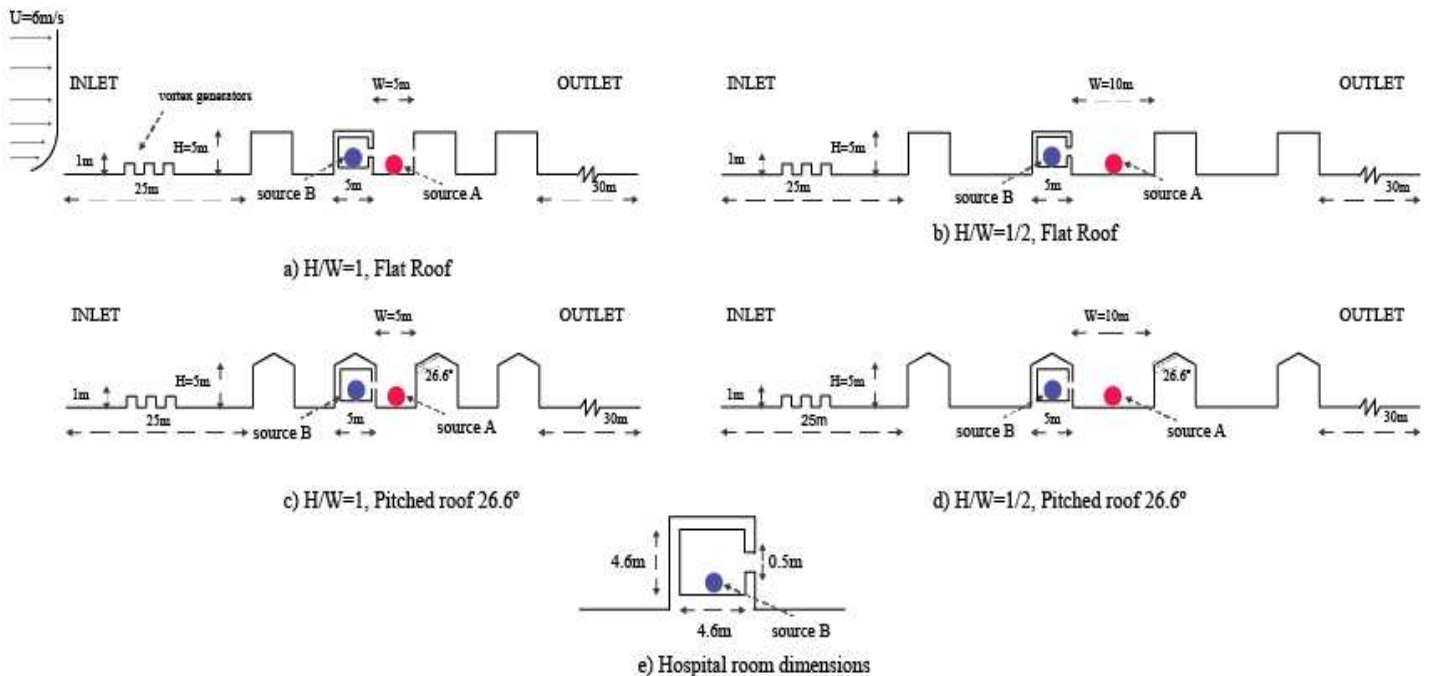 U=6m/s
INLET
W=5m
OUTLET
vortex generators
1m
H=5m
25m
source B
5m
source A
30m
a) H/W=1, Flat Roof
INLET
W=10m
OUTLET
1m
H=5m
25m
source B
5m
source A
30m
b) H/W=1/2, Flat Roof
INLET
W=5m
OUTLET
1m
H=5m
26.6°
25m
source B
5m
source A
30m
c) H/W=1, Pitched roof 26.6º
INLET
W=10m
OUTLET
1m
H=5m
26.6°
25m
source B
5m
source A
30m
d) H/W=1/2, Pitched roof 26.6º
4.6m
0.5m
4.6m
source B
e) Hospital room dimensions